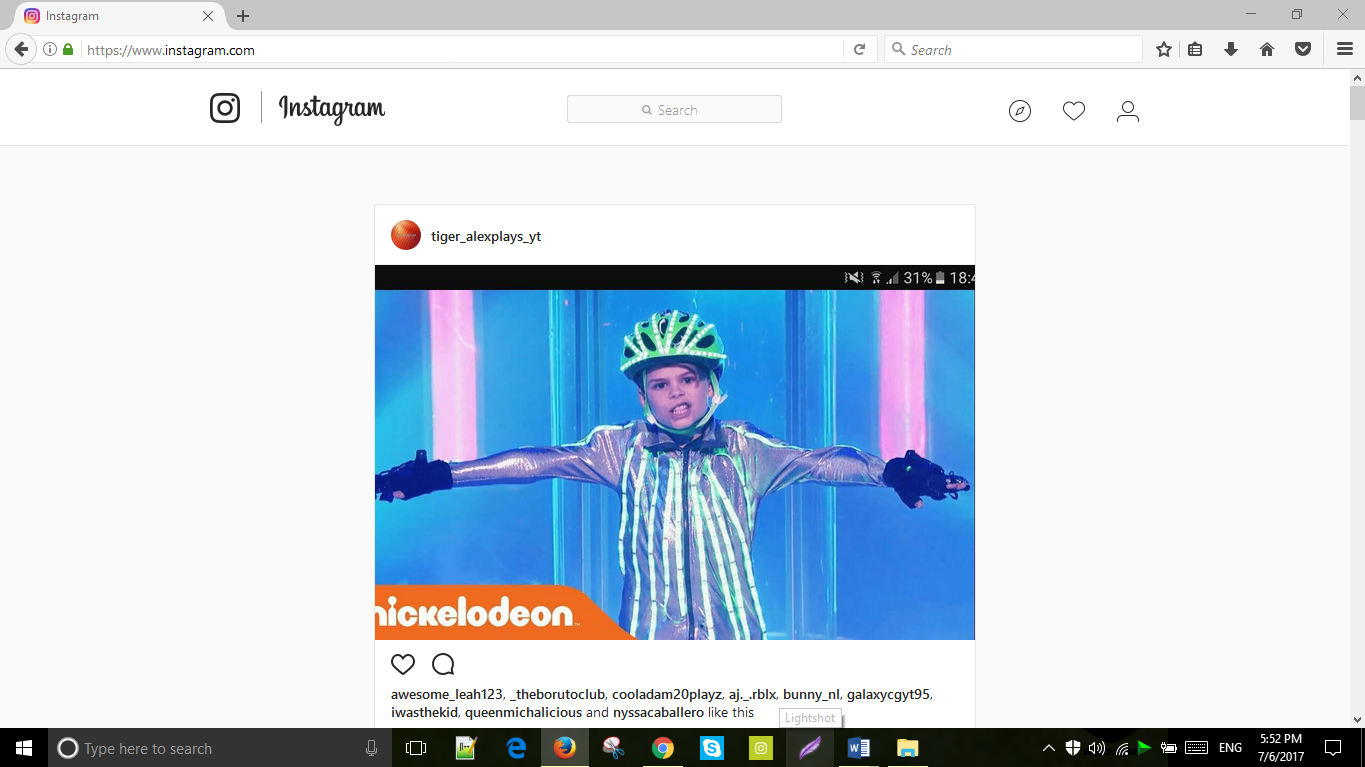 Instagram
https://www.instagram.com
Search
Instagram
Search
tiger_alexplays_yt
31% 18:4
nickelodeon
awesome_leah123, _theborutoclub, cooladam20playz, aj._.rblx, bunny_nl, galaxycgyt95,
iwasthekid, queenmichalicious and nyssacaballero like this
Lightshot
Type here to search
ENG
5:52 PM
7/6/2017